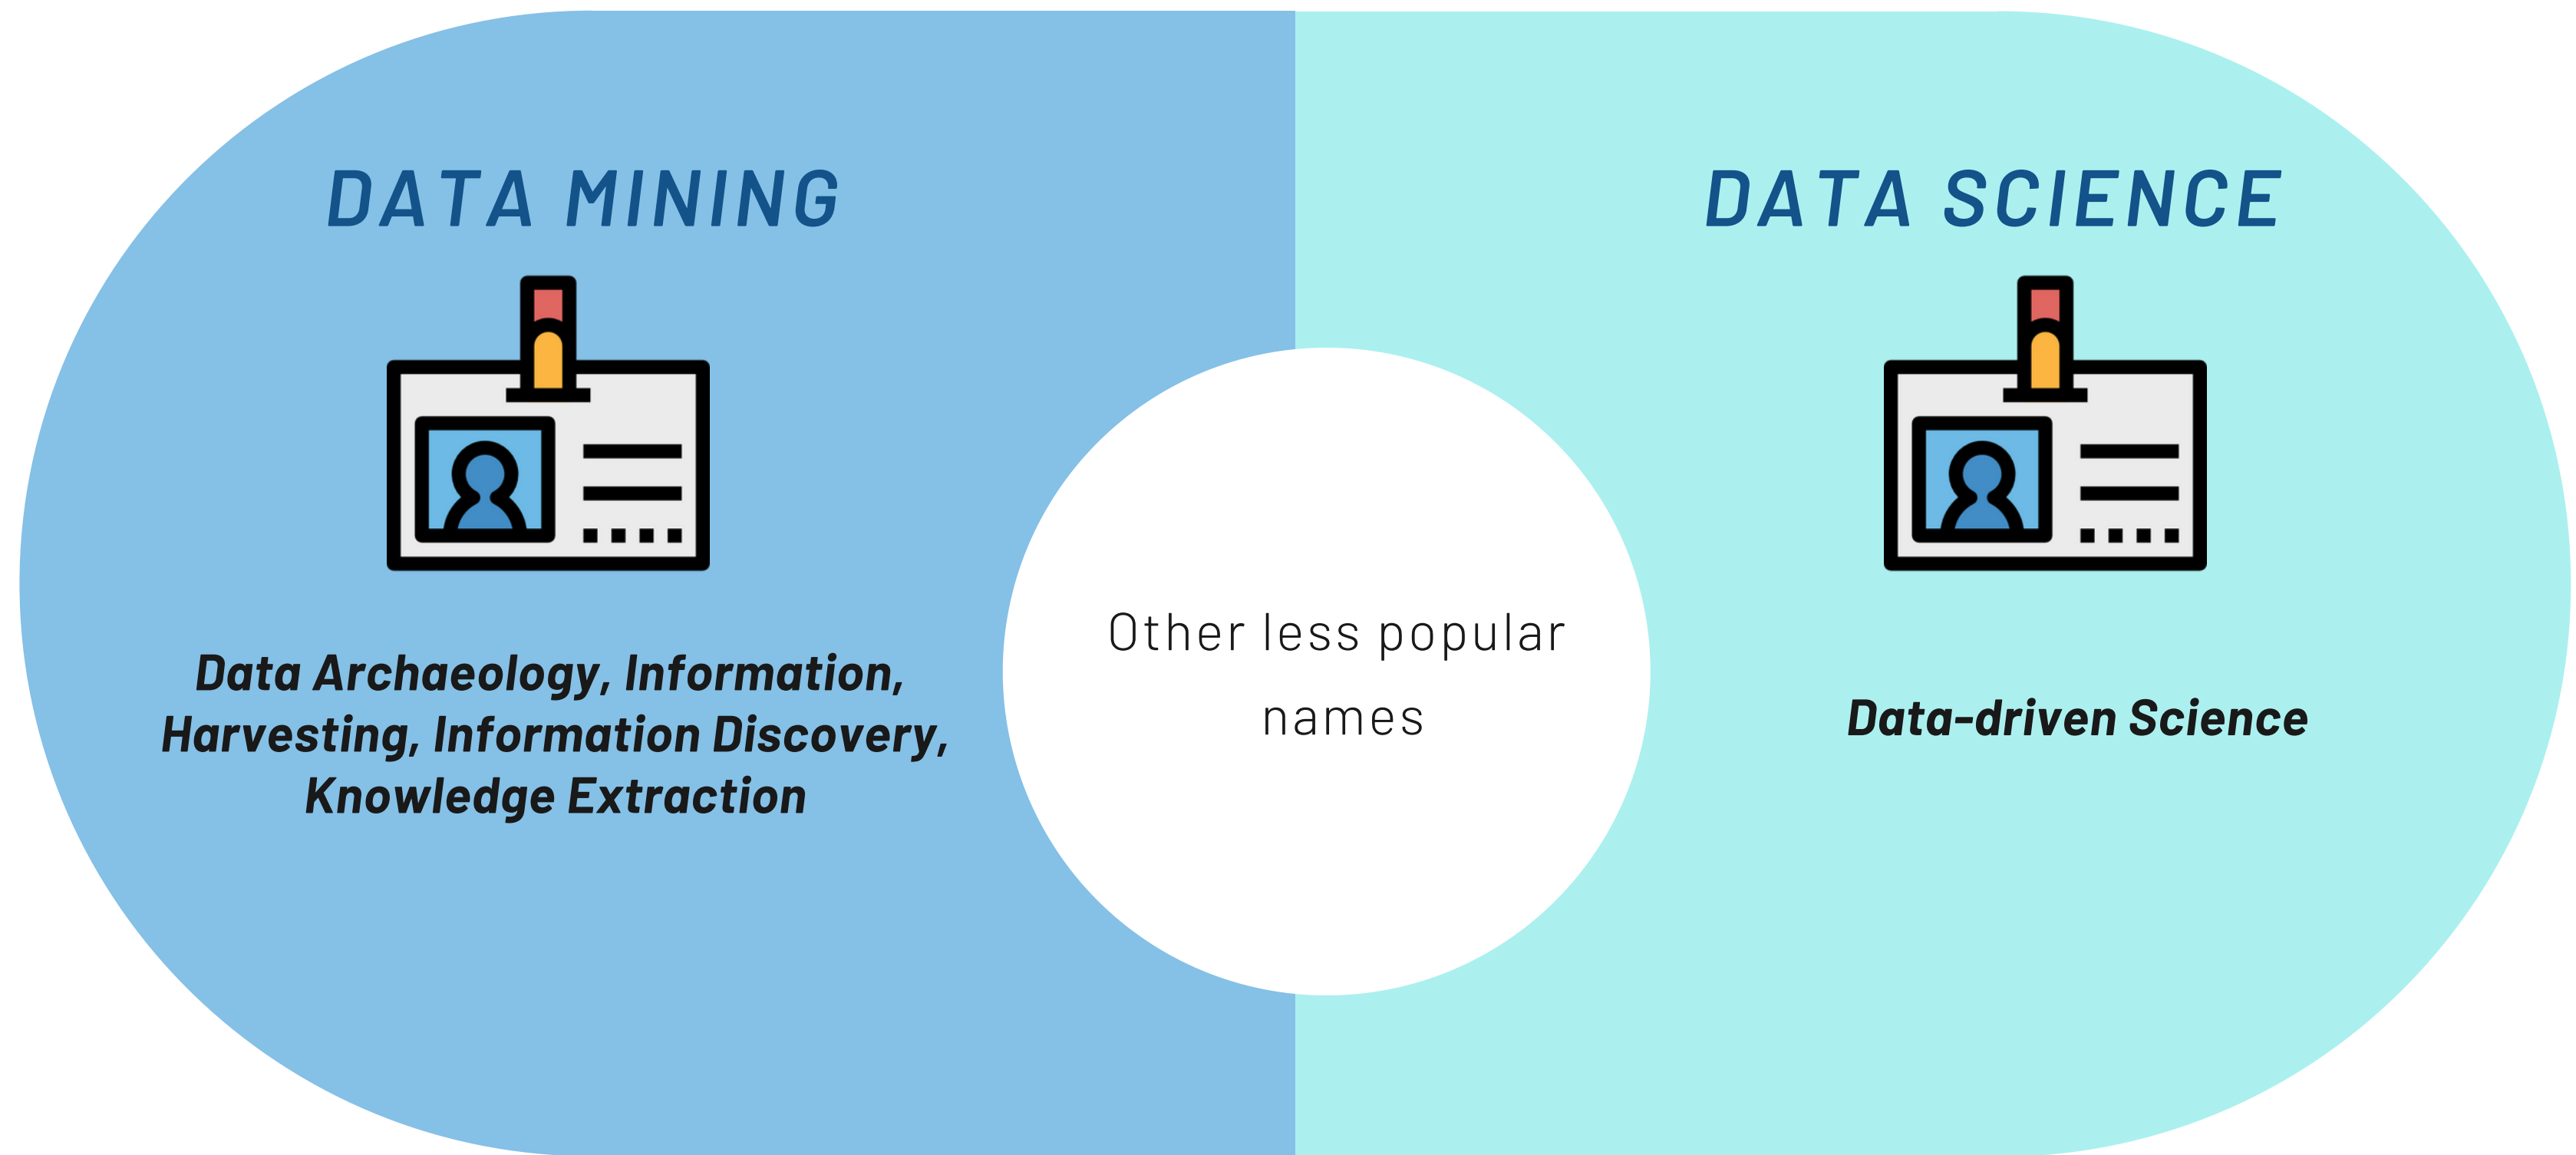 DATA MINING
DATA SCIENCE
Data Archaeology, Information,
Harvesting, Information Discovery,
Knowledge Extraction
Other less popular
names
Data-driven Science